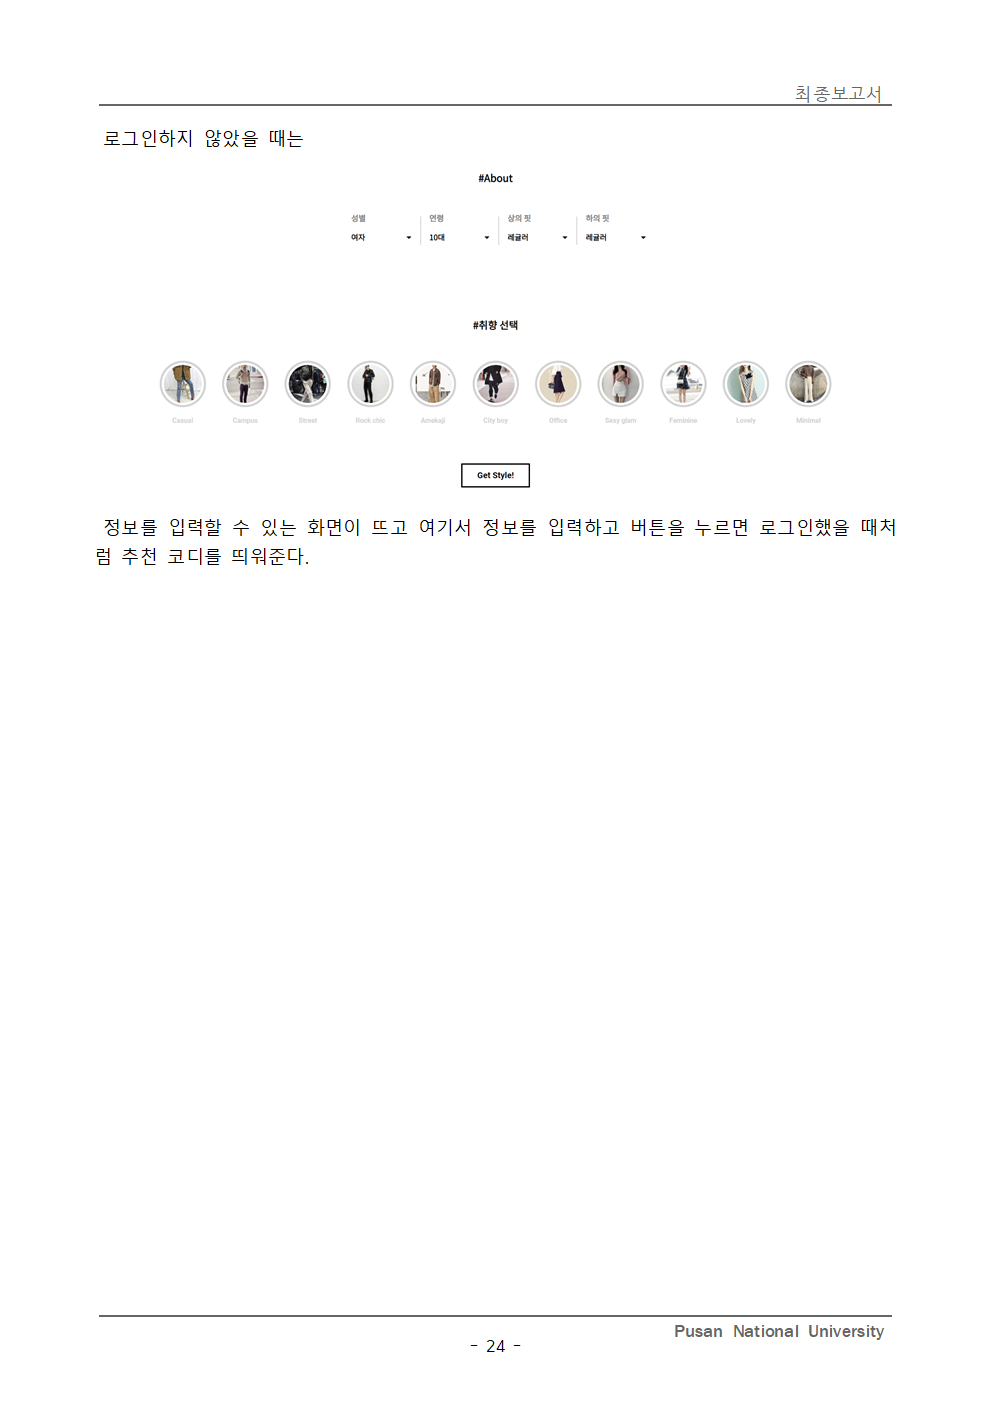 최종보고서
로그인하지 않았을 때는
#About
성별 연령 상의 핏 하의 핏
여자 10대 레귤러 레귤러
#취향 선택
Casual Campus Street Rock chic Amekaji City boy Office Sexy glam Feminine Lovely Minimal
Get Style!
정보를 입력할 수 있는 화면이 뜨고 여기서 정보를 입력하고 버튼을 누르면 로그인했을 때처
럼 추천 코디를 띄워준다.
Pusan National University
- 24 -